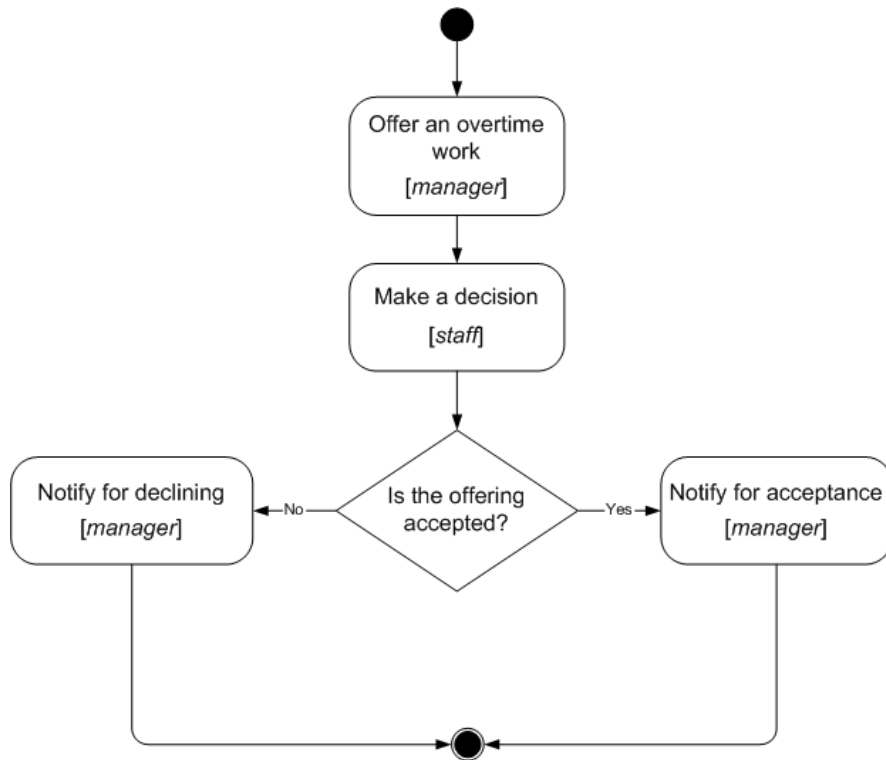 Offer an overtime
work
[manager]
Make a decision
[staff]
Is the offering
accepted?
No
Yes
Notify for declining
[manager]
Notify for acceptance
[manager]